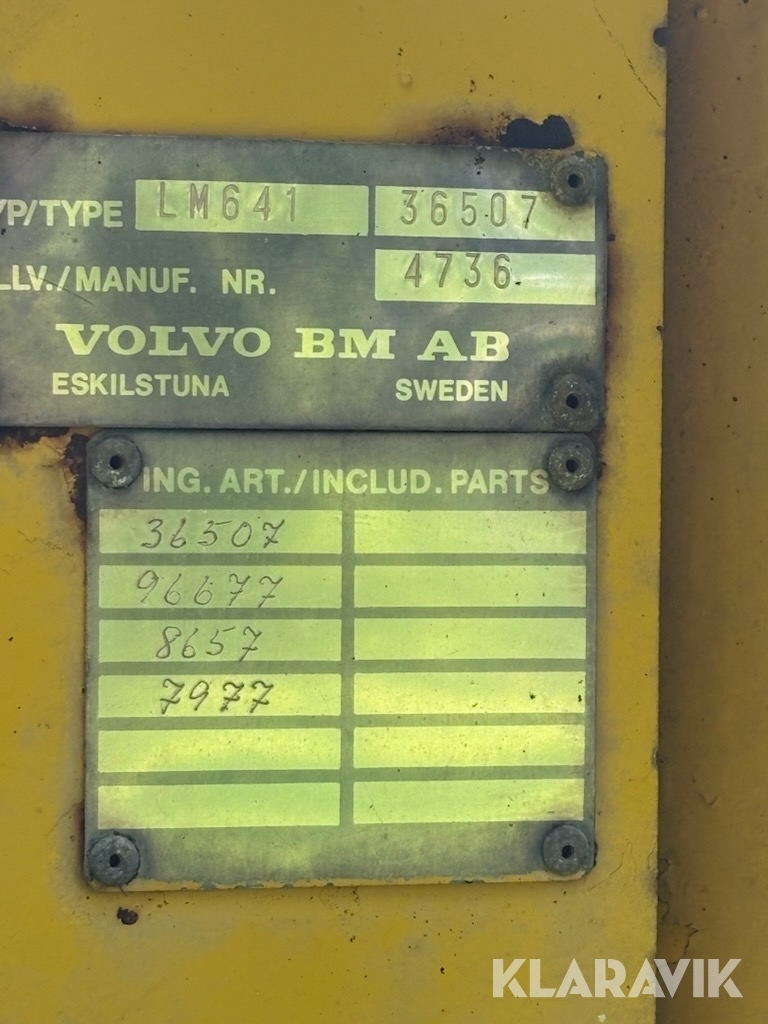 YP/TYPE LM641 36507
LLV./MANUF. NR. 4736
VOLVO BM AB
ESKILSTUNA SWEDEN
ING. ART./INCLUD. PARTS
36507
96677
8657
7977
KLARAVIK